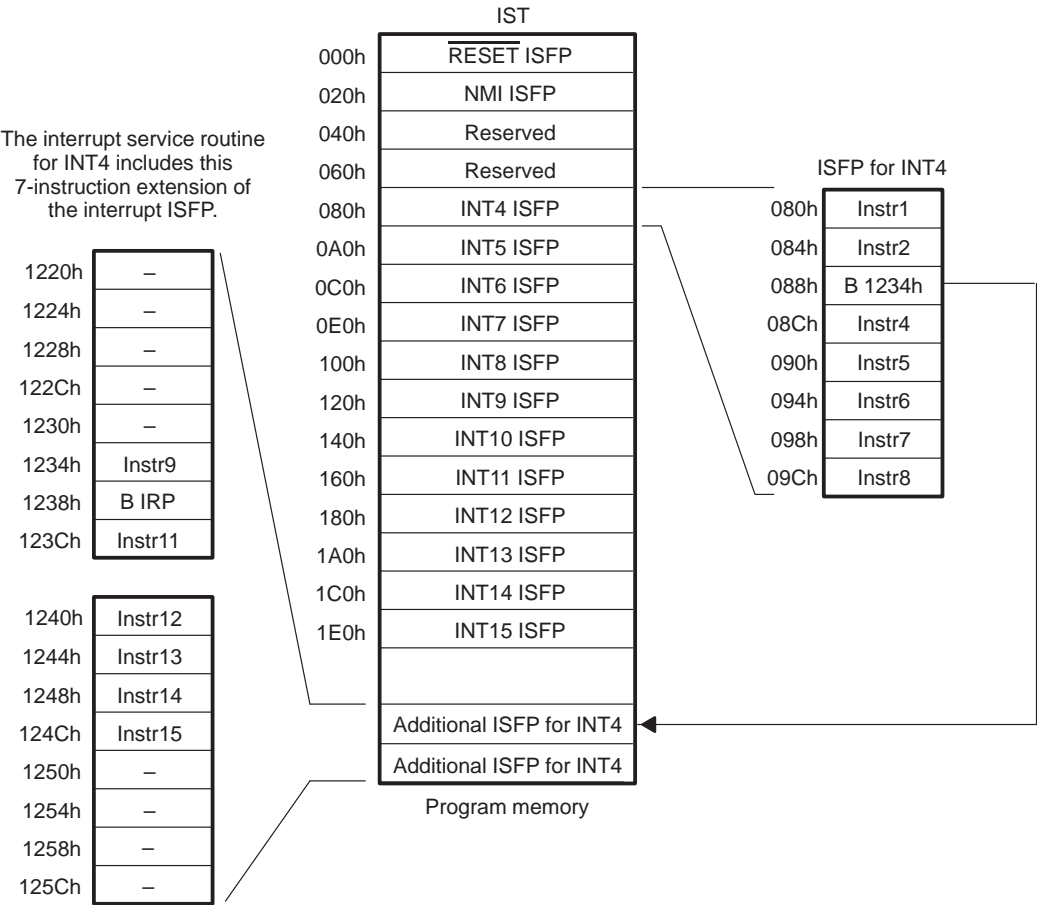 IST
000h RESET ISFP
020h NMI ISFP
040h Reserved
060h Reserved
080h INT4 ISFP
0A0h INT5 ISFP
0C0h INT6 ISFP
0E0h INT7 ISFP
100h INT8 ISFP
120h INT9 ISFP
140h INT10 ISFP
160h INT11 ISFP
180h INT12 ISFP
1A0h INT13 ISFP
1C0h INT14 ISFP
1E0h INT15 ISFP
Additional ISFP for INT4
Additional ISFP for INT4
Program memory
The interrupt service routine
for INT4 includes this
7-instruction extension of
the interrupt ISFP.
1220h –
1224h –
1228h –
122Ch –
1230h –
1234h Instr9
1238h B IRP
123Ch Instr11
1240h Instr12
1244h Instr13
1248h Instr14
124Ch Instr15
1250h –
1254h –
1258h –
125Ch –
ISFP for INT4
080h Instr1
084h Instr2
088h B 1234h
08Ch Instr4
090h Instr5
094h Instr6
098h Instr7
09Ch Instr8